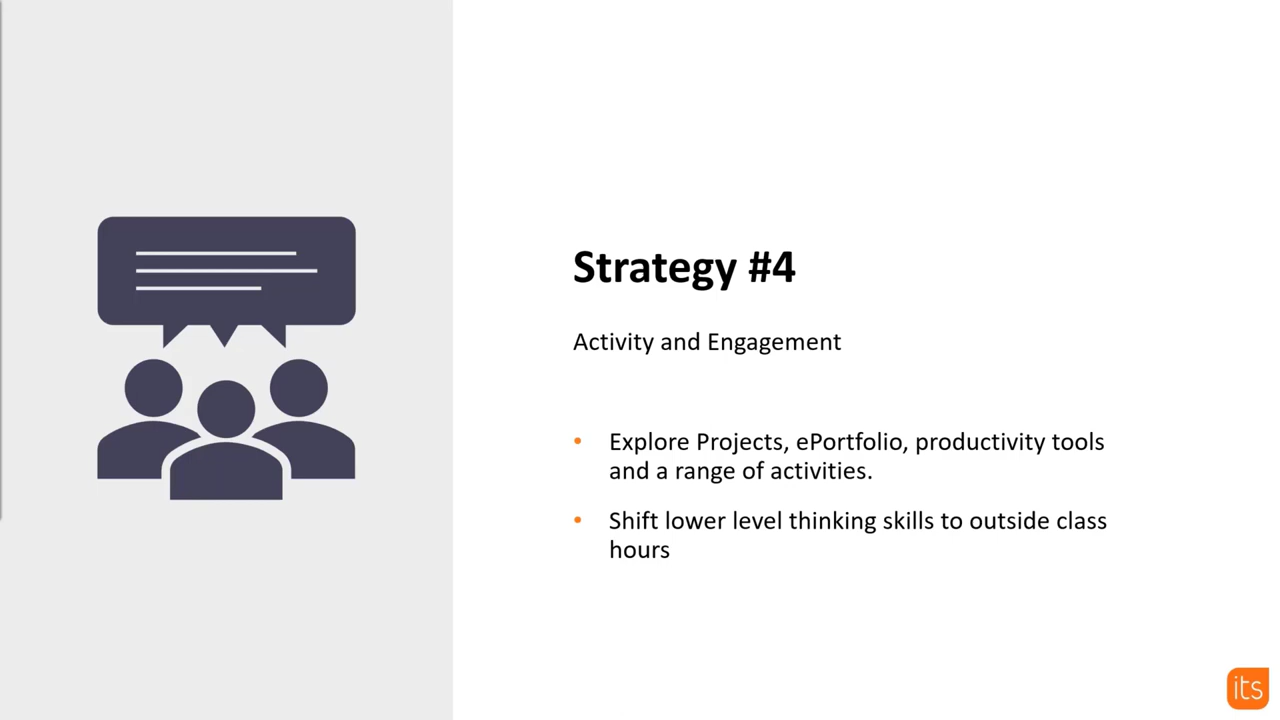 Strategy #4
Activity and Engagement
• Explore Projects, ePortfolio, productivity tools
and a range of activities.
• Shift lower level thinking skills to outside class
hours
its